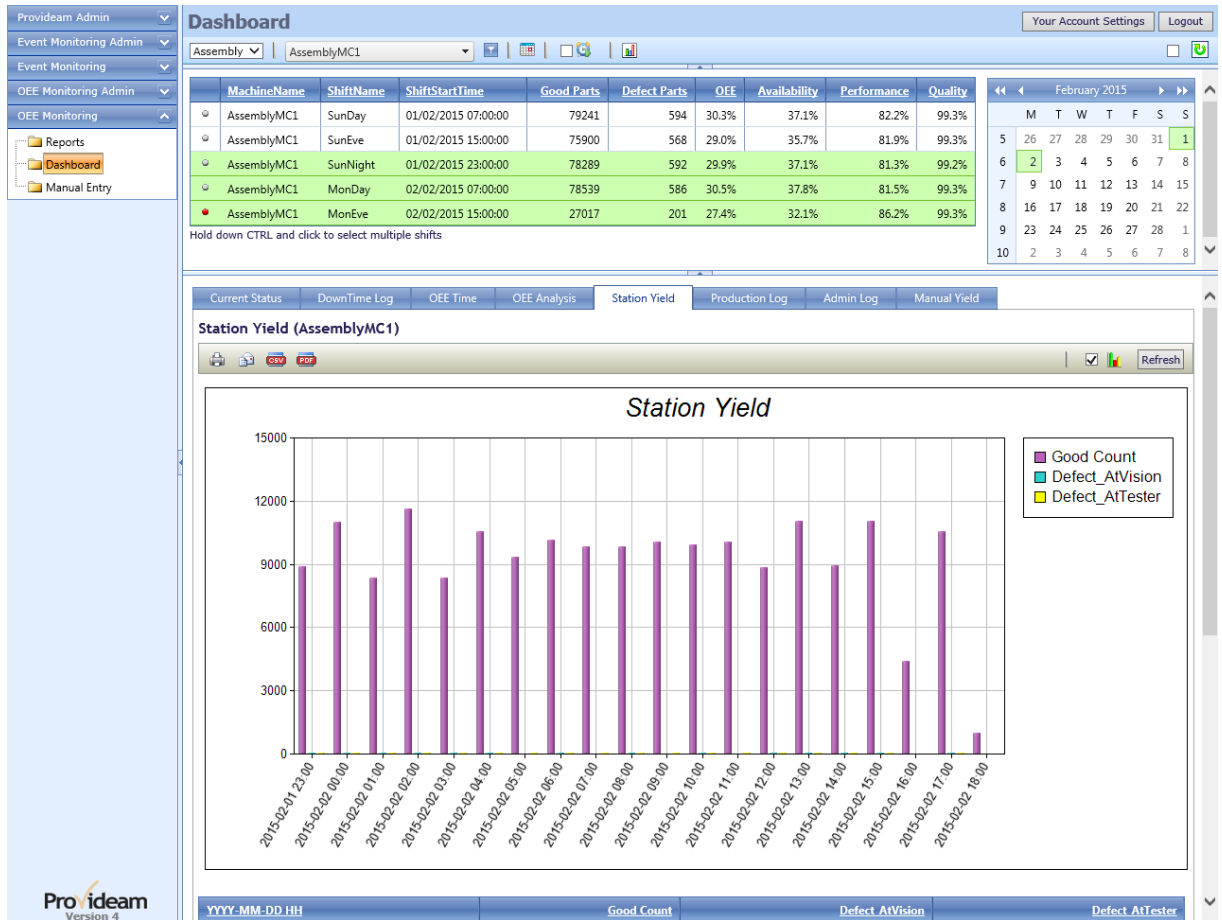 Provideam Admin
Event Monitoring Admin
Event Monitoring
OEE Monitoring Admin
OEE Monitoring
Reports
Dashboard
Manual Entry
Provideam
Version 4
Dashboard
Your Account Settings Logout
Assembly AssemblyMC1
MachineName ShiftName ShiftStartTime Good Parts Defect Parts OEE Availability Performance Quality
AssemblyMC1 SunDay 01/02/2015 07:00:00 79241 594 30.3% 37.1% 82.2% 99.3%
AssemblyMC1 SunEve 01/02/2015 15:00:00 75900 568 29.0% 35.7% 81.9% 99.3%
AssemblyMC1 SunNight 01/02/2015 23:00:00 78289 592 29.9% 37.1% 81.3% 99.2%
AssemblyMC1 MonDay 02/02/2015 07:00:00 78539 586 30.5% 37.8% 81.5% 99.3%
AssemblyMC1 MonEve 02/02/2015 15:00:00 27017 201 27.4% 32.1% 86.2% 99.3%
Hold down CTRL and click to select multiple shifts
February 2015
M T W T F S S
5 26 27 28 29 30 31 1
6 2 3 4 5 6 7 8
7 9 10 11 12 13 14 15
8 16 17 18 19 20 21 22
9 23 24 25 26 27 28 1
10 2 3 4 5 6 7 8
Current Status DownTime Log OEE Time OEE Analysis Station Yield Production Log Admin Log Manual Yield
Station Yield (AssemblyMC1)
CSV PDF Refresh
Station Yield
15000
12000
9000
6000
3000
0
2015-02-01 23:00
2015-02-02 00:00
2015-02-02 01:00
2015-02-02 02:00
2015-02-02 03:00
2015-02-02 04:00
2015-02-02 05:00
2015-02-02 06:00
2015-02-02 07:00
2015-02-02 08:00
2015-02-02 09:00
2015-02-02 10:00
2015-02-02 11:00
2015-02-02 12:00
2015-02-02 13:00
2015-02-02 14:00
2015-02-02 15:00
2015-02-02 16:00
2015-02-02 17:00
2015-02-02 18:00
Good Count
Defect_AtVision
Defect_AtTester
YYYY-MM-DD HH Good Count Defect AtVision Defect AtTester